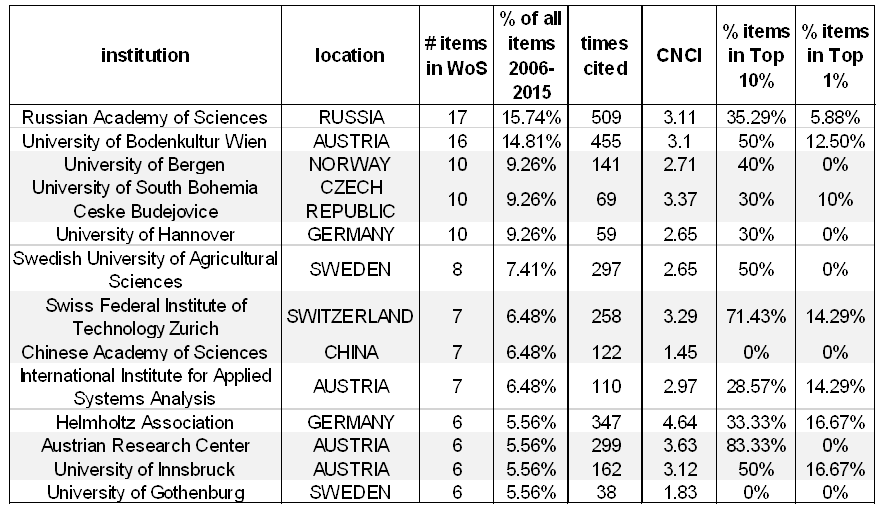 institution location # items in WoS % of all items 2006-2015 times cited CNCI % items in Top 10% % items in Top 1%
Russian Academy of Sciences RUSSIA 17 15.74% 509 3.11 35.29% 5.88%
University of Bodenkultur Wien AUSTRIA 16 14.81% 455 3.1 50% 12.50%
University of Bergen NORWAY 10 9.26% 141 2.71 40% 0%
University of South Bohemia Ceske Budejovice CZECH REPUBLIC 10 9.26% 69 3.37 30% 10%
University of Hannover GERMANY 10 9.26% 59 2.65 30% 0%
Swedish University of Agricultural Sciences SWEDEN 8 7.41% 297 2.65 50% 0%
Swiss Federal Institute of Technology Zurich SWITZERLAND 7 6.48% 258 3.29 71.43% 14.29%
Chinese Academy of Sciences CHINA 7 6.48% 122 1.45 0% 0%
International Institute for Applied Systems Analysis AUSTRIA 7 6.48% 110 2.97 28.57% 14.29%
Helmholtz Association GERMANY 6 5.56% 347 4.64 33.33% 16.67%
Austrian Research Center AUSTRIA 6 5.56% 299 3.63 83.33% 0%
University of Innsbruck AUSTRIA 6 5.56% 162 3.12 50% 16.67%
University of Gothenburg SWEDEN 6 5.56% 38 1.83 0% 0%